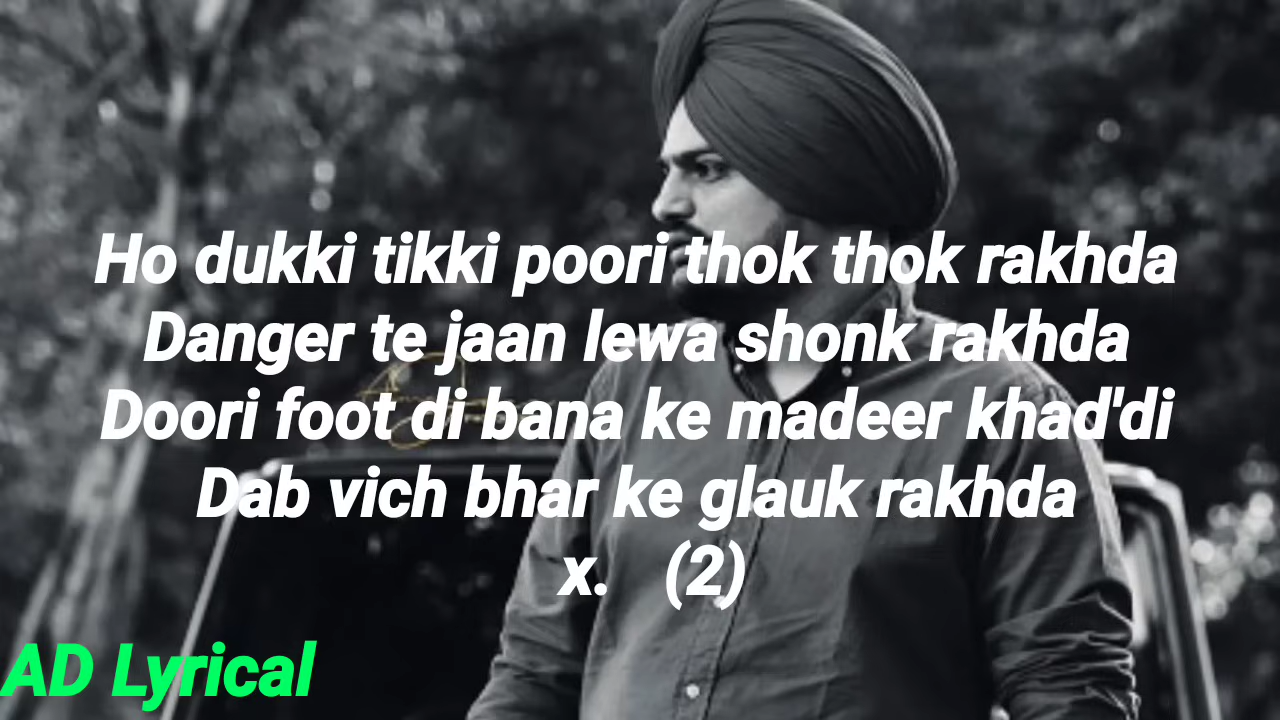 Ho dukki tikki poori thok thok rakhda
Danger te jaan lewa shonk rakhda
Doori foot di bana ke madeer khad'di
Dab vich bhar ke glauk rakhda
x. (2)
AD Lyrical